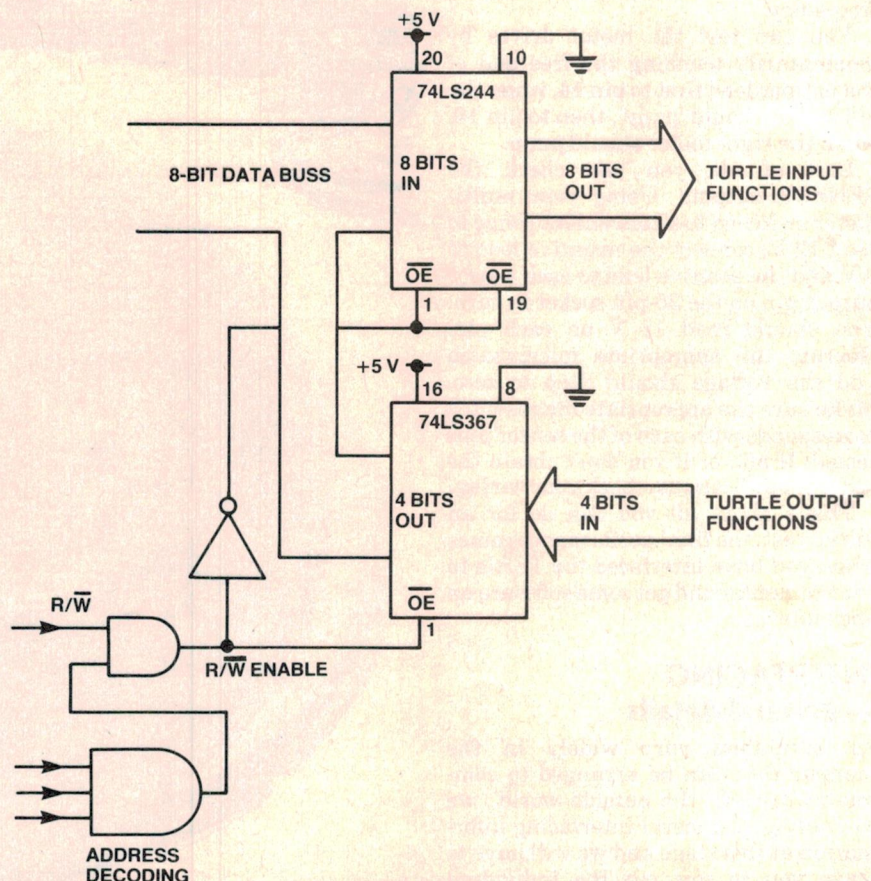 +5 V
20
10
74LS244
8-BIT DATA BUSS
8 BITS
IN
8 BITS
OUT
TURTLE INPUT
FUNCTIONS
OE
OE
1
19
+5 V
16
8
74LS367
4 BITS
OUT
4 BITS
IN
TURTLE OUTPUT
FUNCTIONS
OE
1
R/W
R/W ENABLE
ADDRESS
DECODING